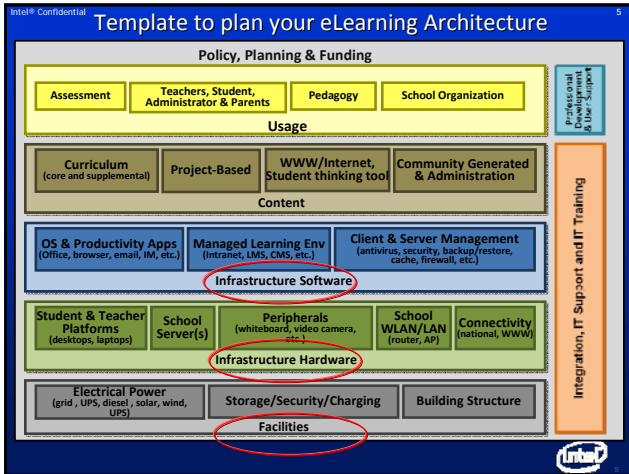 Intel® Confidential
5
Template to plan your eLearning Architecture
Policy, Planning & Funding
Assessment
Teachers, Student,
Administrator & Parents
Pedagogy
School Organization
Usage
Professional
Development
& User Support
Curriculum
(core and supplemental)
Project-Based
WWW/Internet,
Student thinking tool
Community Generated
& Administration
Content
OS & Productivity Apps
(Office, browser, email, IM, etc.)
Managed Learning Env
(Intranet, LMS, CMS, etc.)
Client & Server Management
(antivirus, security, backup/restore,
cache, firewall, etc.)
Infrastructure Software
Student & Teacher
Platforms
(desktops, laptops)
School
Server(s)
Peripherals
(whiteboard, video camera,
etc.)
School
WLAN/LAN
(router, AP)
Connectivity
(national, WWW)
Infrastructure Hardware
Integration, IT Support and IT Training
Electrical Power
(grid , UPS, diesel , solar, wind,
UPS)
Storage/Security/Charging
Building Structure
Facilities
intel
5